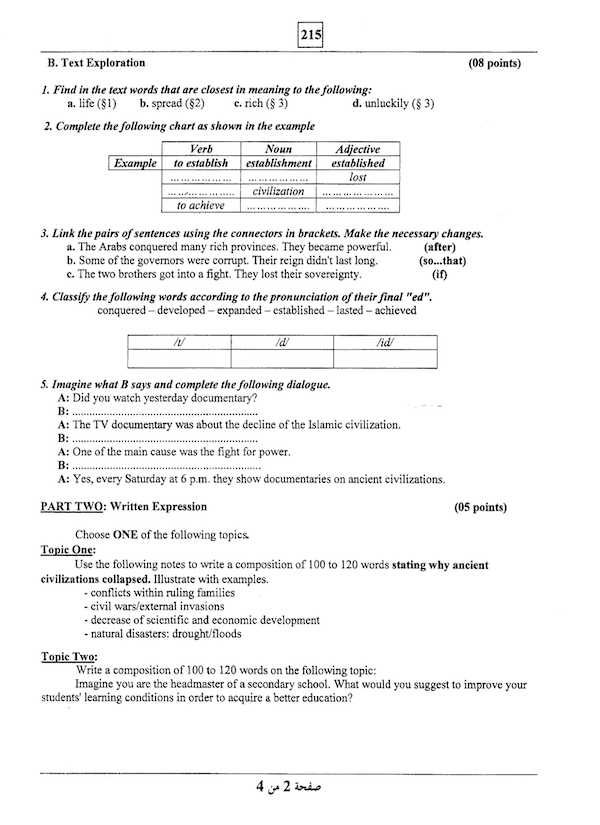 215
B. Text Exploration (08 points)
1. Find in the text words that are closest in meaning to the following:
a. life (§1) b. spread (§2) c. rich (§ 3) d. unluckily (§ 3)
2. Complete the following chart as shown in the example
Verb Noun Adjective
Example to establish establishment established
.................. .................. lost
.................. civilization ..................
to achieve .................. ..................
3. Link the pairs of sentences using the connectors in brackets. Make the necessary changes.
a. The Arabs conquered many rich provinces. They became powerful. (after)
b. Some of the governors were corrupt. Their reign didn't last long. (so...that)
c. The two brothers got into a fight. They lost their sovereignty. (if)
4. Classify the following words according to the pronunciation of their final "ed".
conquered – developed – expanded – established – lasted – achieved
/t/ /d/ /id/
5. Imagine what B says and complete the following dialogue.
A: Did you watch yesterday documentary?
B: ................................................................
A: The TV documentary was about the decline of the Islamic civilization.
B: ................................................................
A: One of the main cause was the fight for power.
B: ................................................................
A: Yes, every Saturday at 6 p.m. they show documentaries on ancient civilizations.
PART TWO: Written Expression (05 points)
Choose ONE of the following topics.
Topic One:
Use the following notes to write a composition of 100 to 120 words stating why ancient
civilizations collapsed. Illustrate with examples.
- conflicts within ruling families
- civil wars/external invasions
- decrease of scientific and economic development
- natural disasters: drought/floods
Topic Two:
Write a composition of 100 to 120 words on the following topic:
Imagine you are the headmaster of a secondary school. What would you suggest to improve your
students' learning conditions in order to acquire a better education?
صفحة 2 من 4